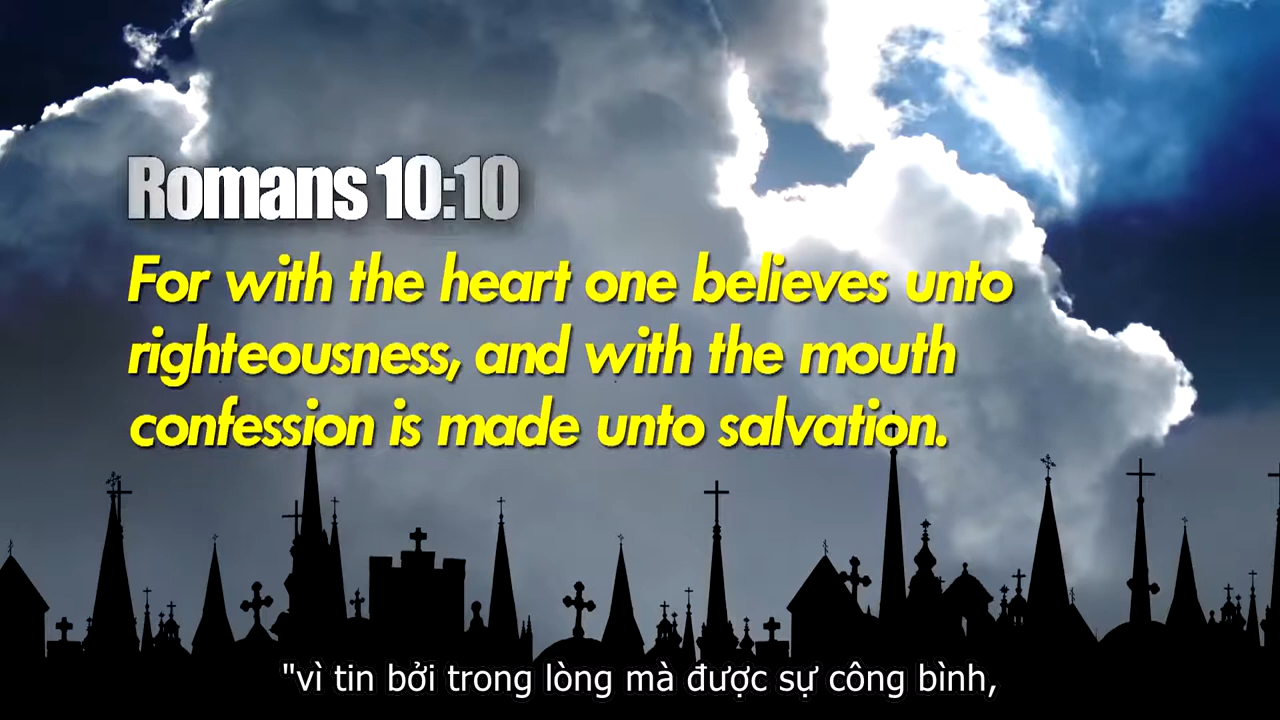 Romans 10:10
For with the heart one believes unto
righteousness, and with the mouth
confession is made unto salvation.
"vì tin bởi trong lòng mà được sự công bình,